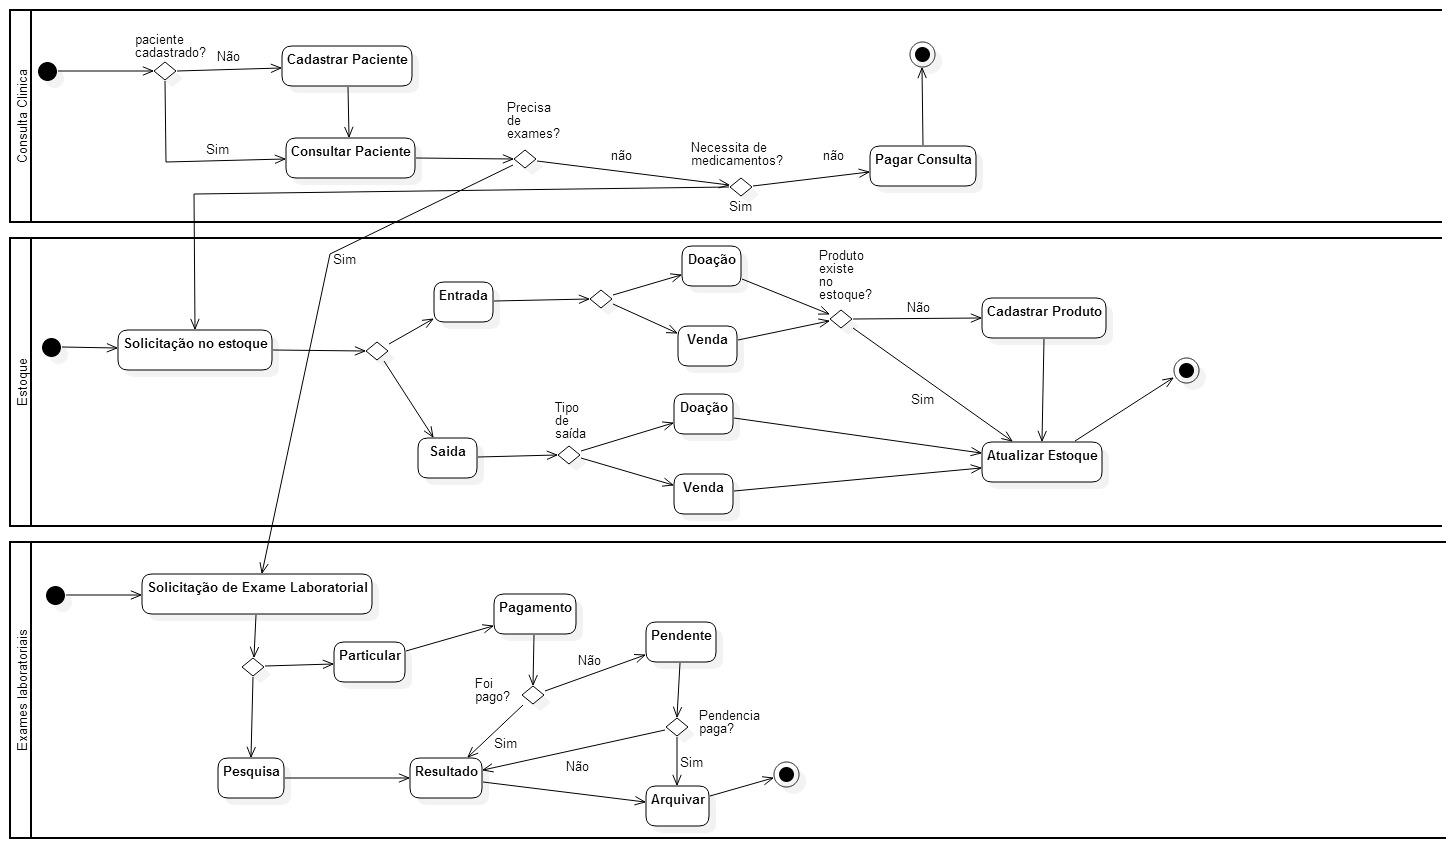 Consulta Clinica
paciente
cadastrado?
Não
Cadastrar Paciente
Sim
Consultar Paciente
Precisa
de
exames?
não
Necessita de
medicamentos?
Sim
não
Pagar Consulta
Sim
Estoque
Solicitação no estoque
Entrada
Doação
Venda
Produto
existe
no
estoque?
Não
Cadastrar Produto
Sim
Saida
Tipo
de
saída
Doação
Venda
Atualizar Estoque
Exames laboratoriais
Solicitação de Exame Laboratorial
Particular
Pagamento
Foi
pago?
Não
Pendente
Sim
Pendencia
paga?
Não
Sim
Pesquisa
Resultado
Arquivar